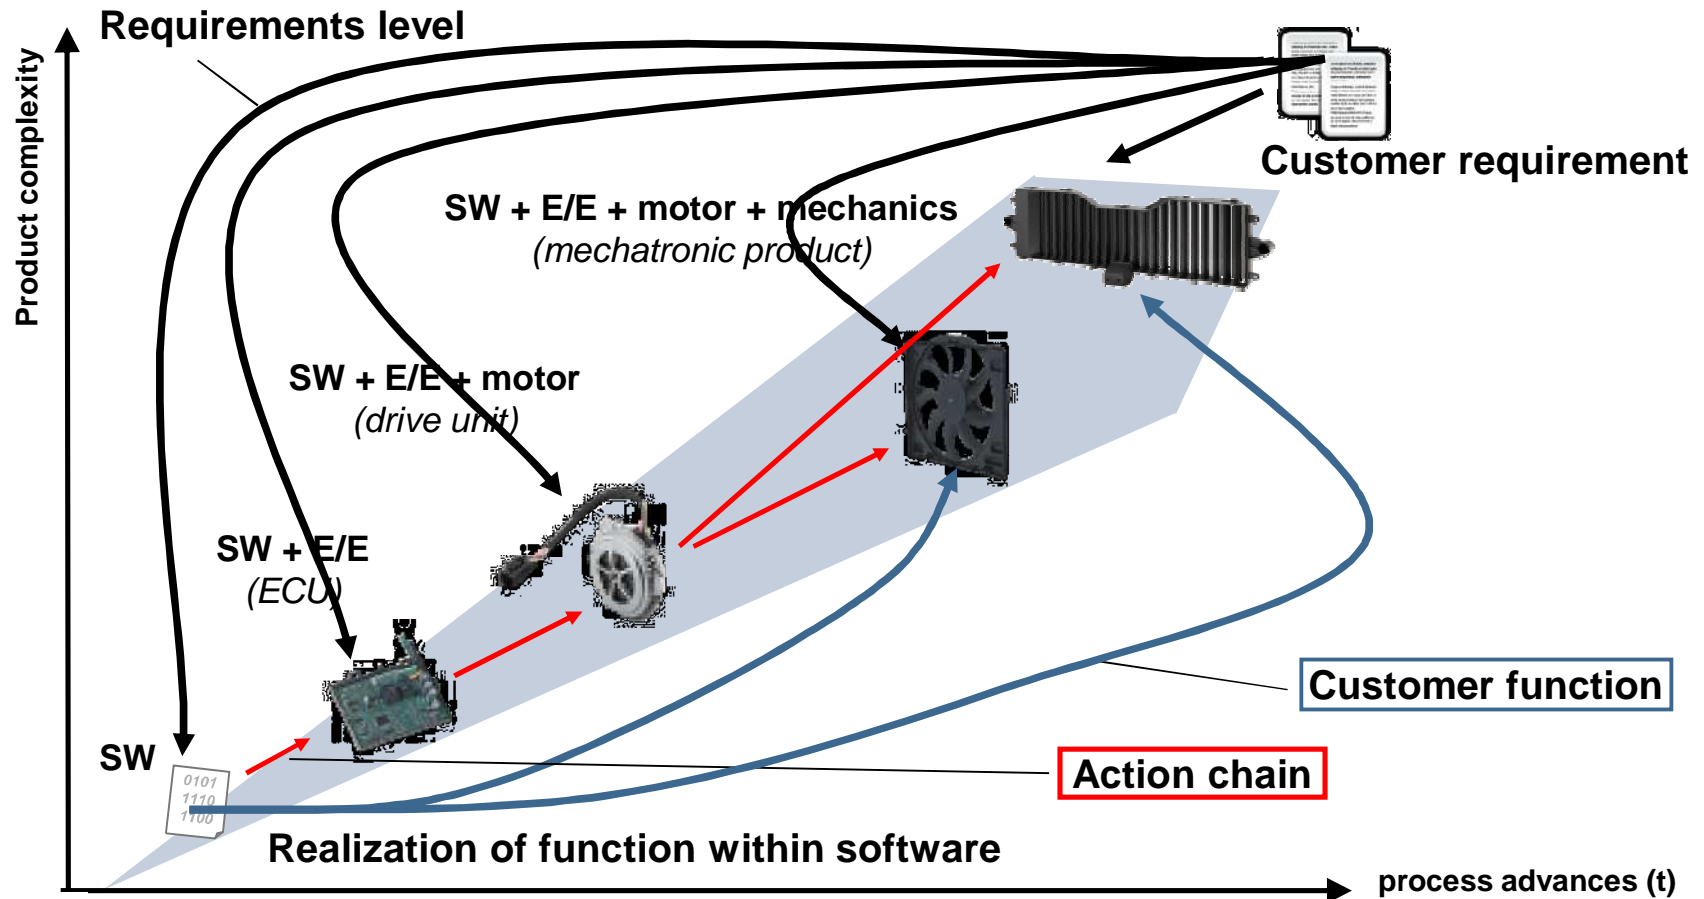 Requirements level
Product complexity
Customer requirement
SW + E/E + motor + mechanics
(mechatronic product)
SW + E/E + motor
(drive unit)
SW + E/E
(ECU)
Customer function
SW
0101
1110
1100
Action chain
Realization of function within software
process advances (t)